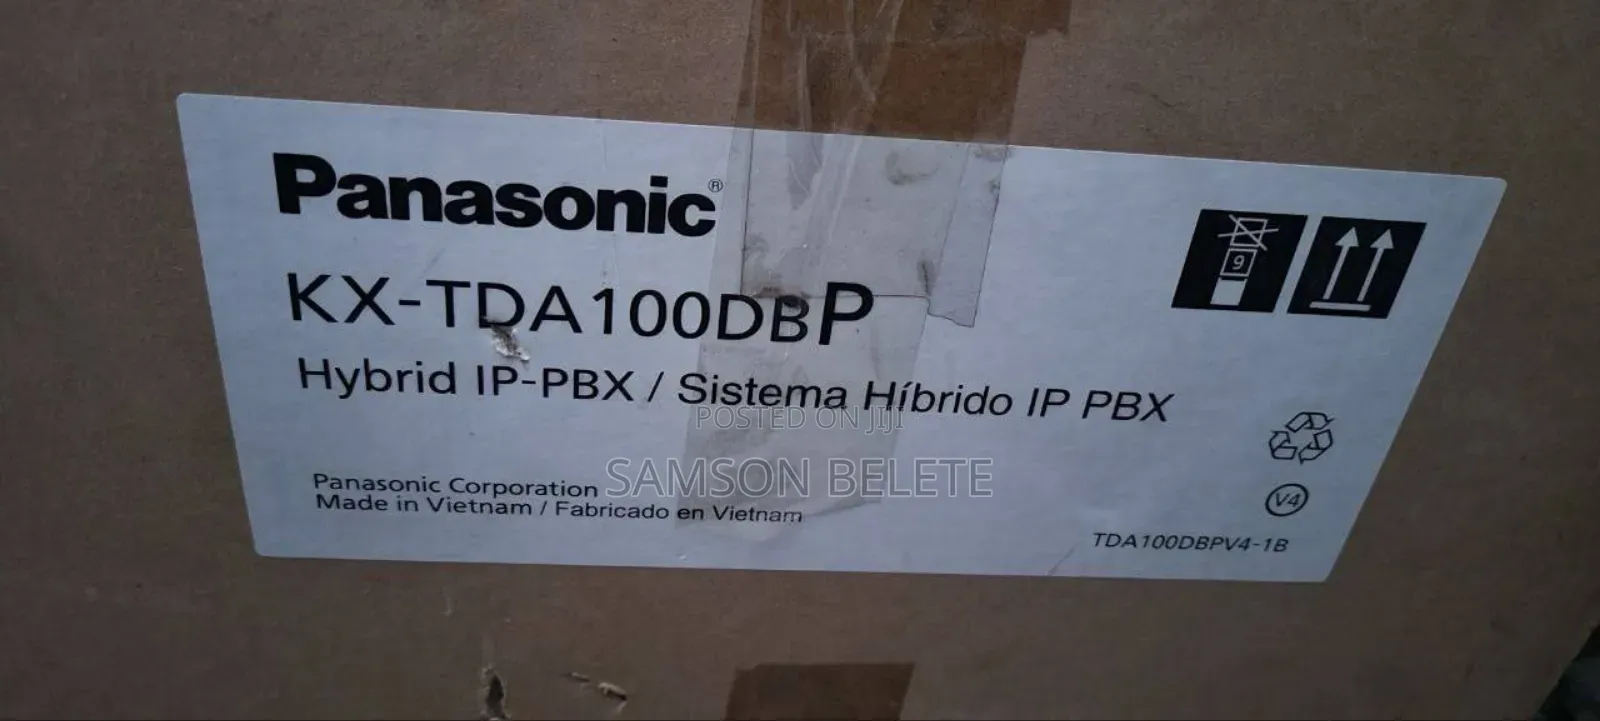 Panasonic®
KX-TDA100DBP
Hybrid IP-PBX / Sistema Híbrido IP PBX
POSTED ON JIJI
SAMSON BELETE
Panasonic Corporation
Made in Vietnam / Fabricado en Vietnam
9
V4
TDA100DBPV4-1B